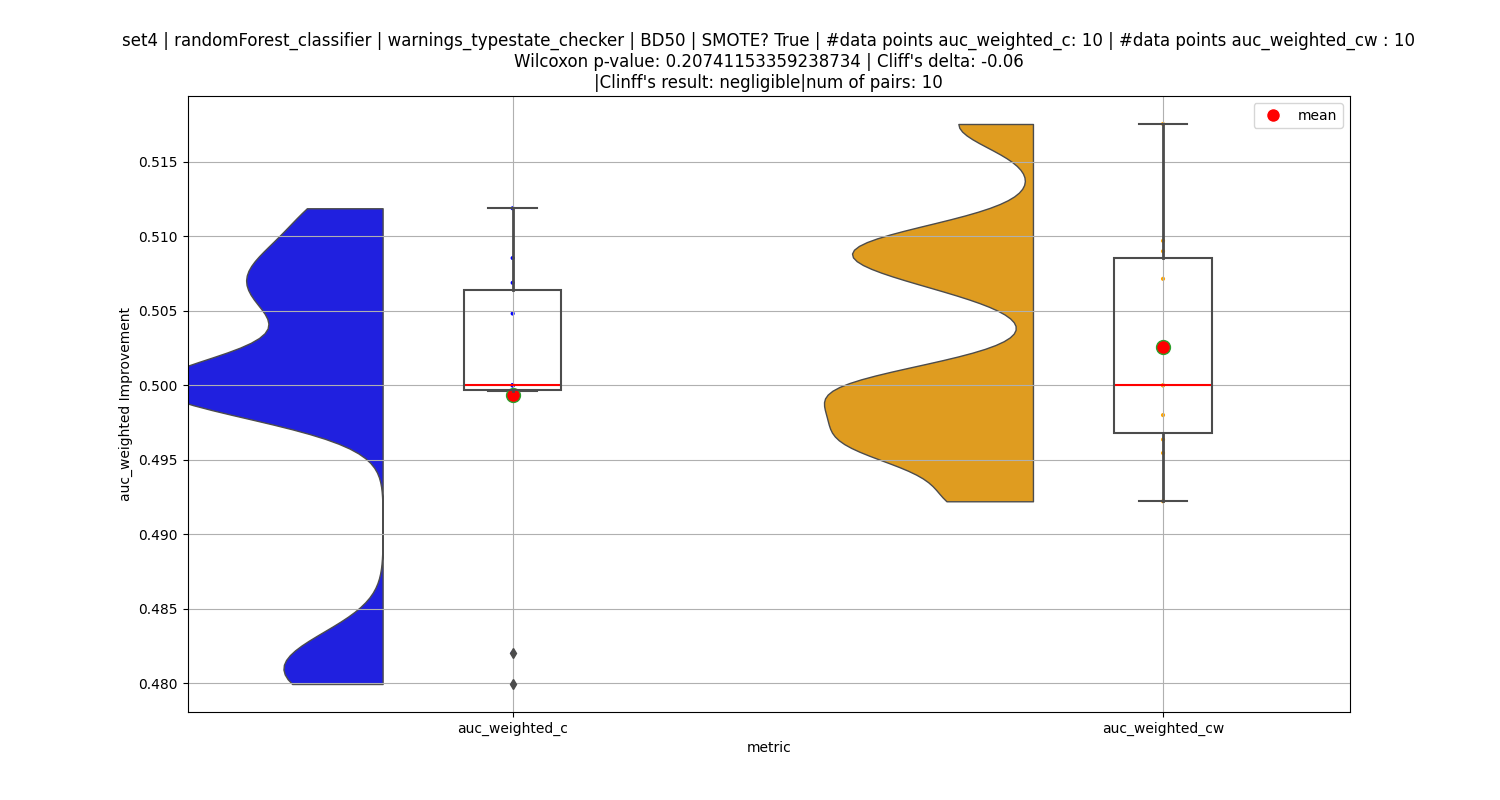 set4 | randomForest_classifier | warnings_typestate_checker | BD50 | SMOTE? True | #data points auc_weighted_c: 10 | #data points auc_weighted_cw : 10
Wilcoxon p-value: 0.20741153359238734 | Cliff's delta: -0.06
|Clinff's result: negligible|num of pairs: 10
mean
0.515
0.510
0.505
0.500
0.495
0.490
0.485
0.480
auc_weighted Improvement
auc_weighted_c
auc_weighted_cw
metric